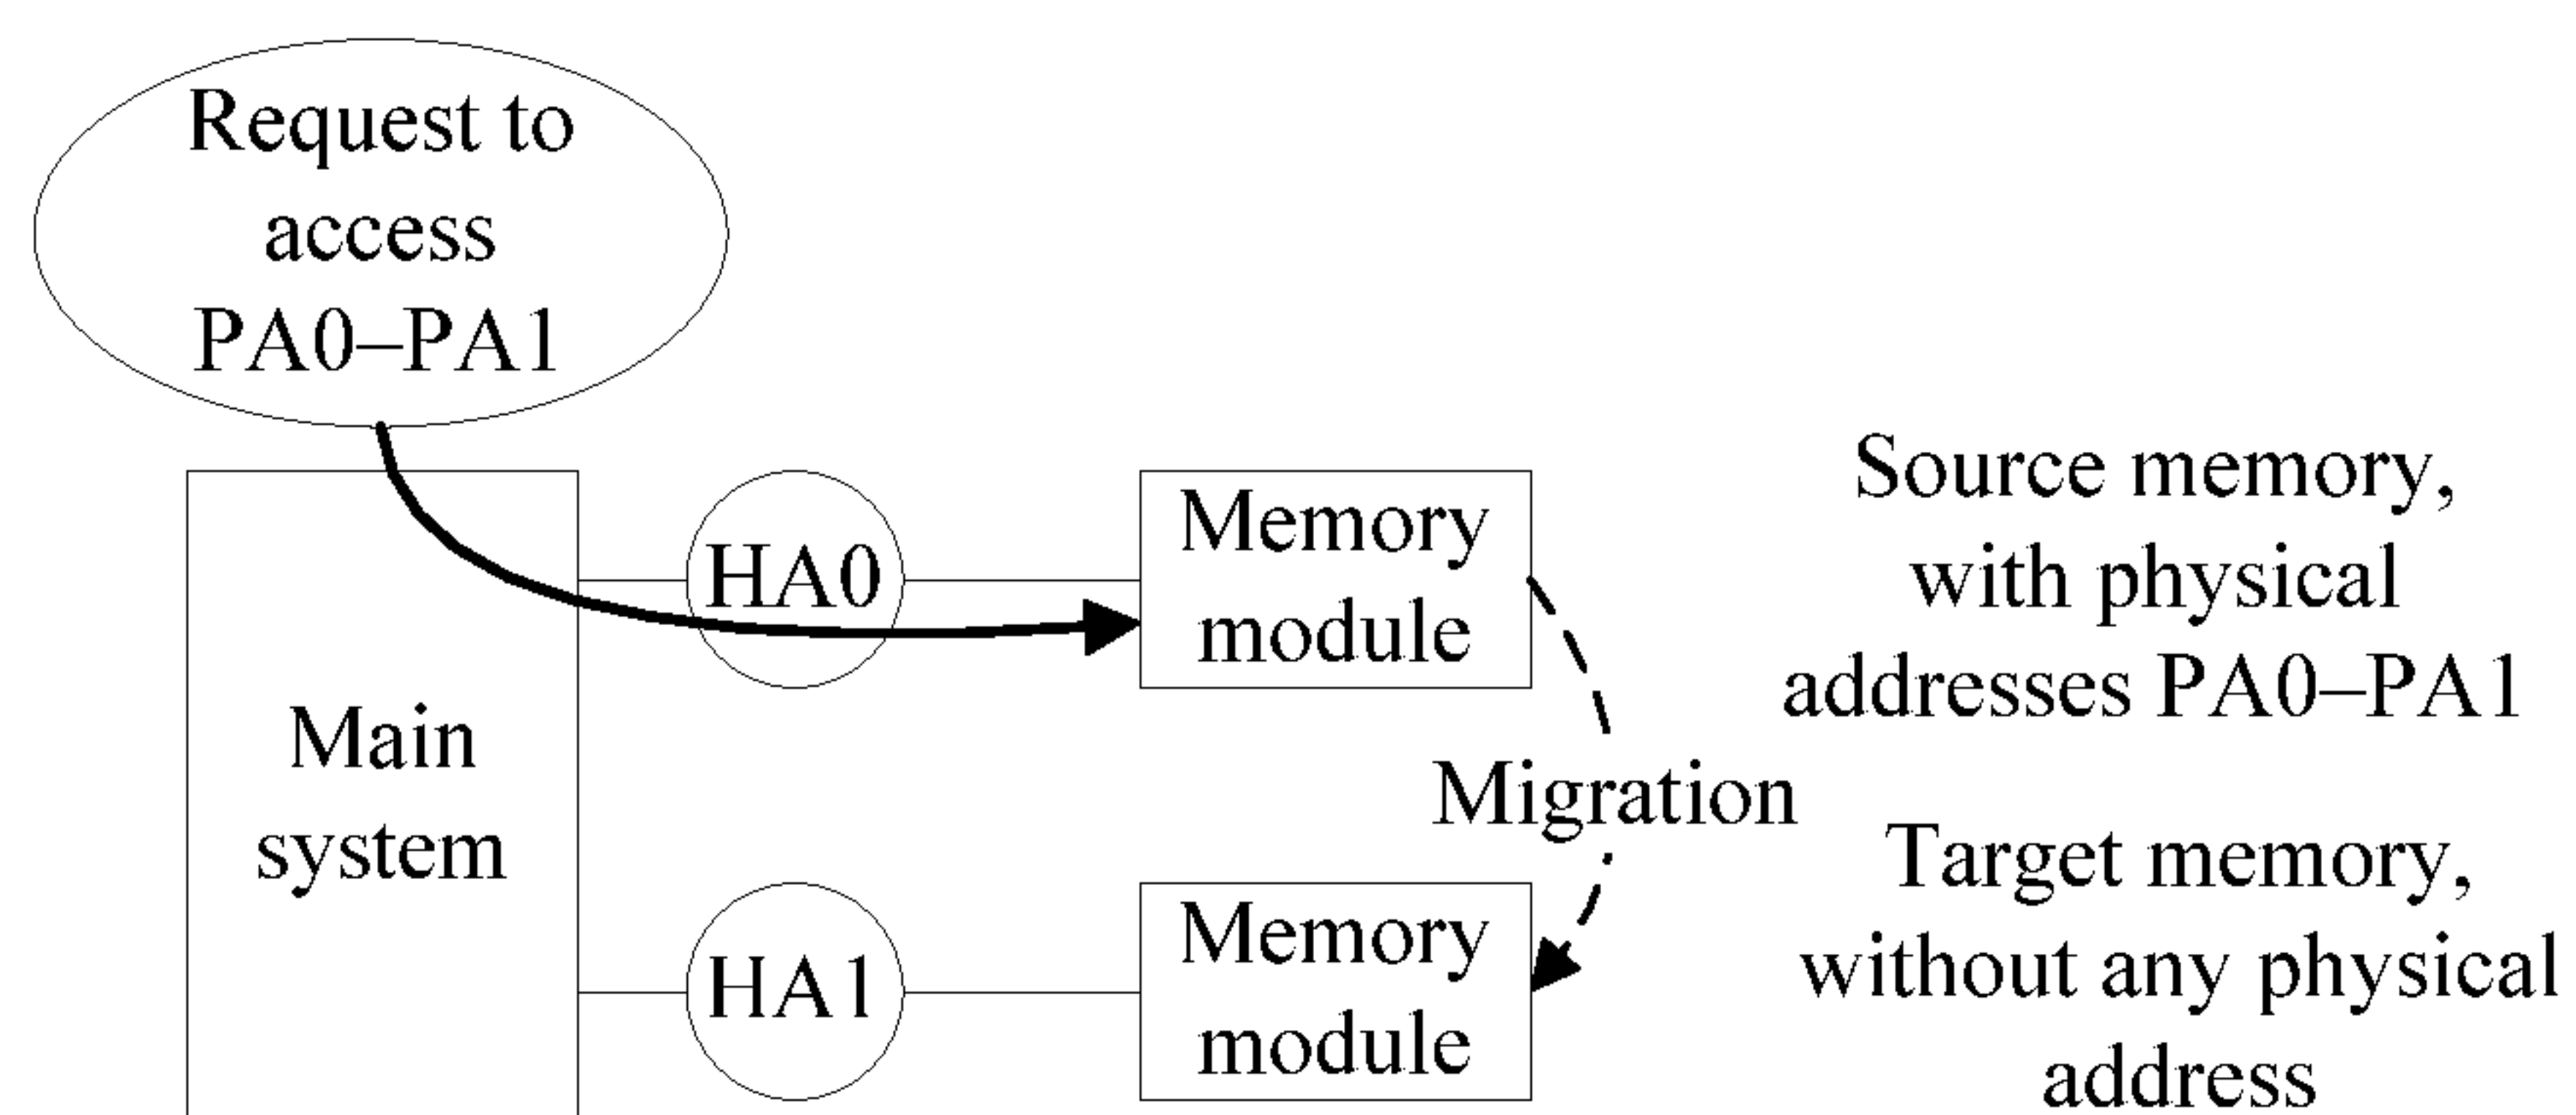 Request to
access
PA0–PA1
HA0
Memory
module
Source memory,
with physical
addresses PA0–PA1
Main
system
Migration
HA1
Memory
module
Target memory,
without any physical
address